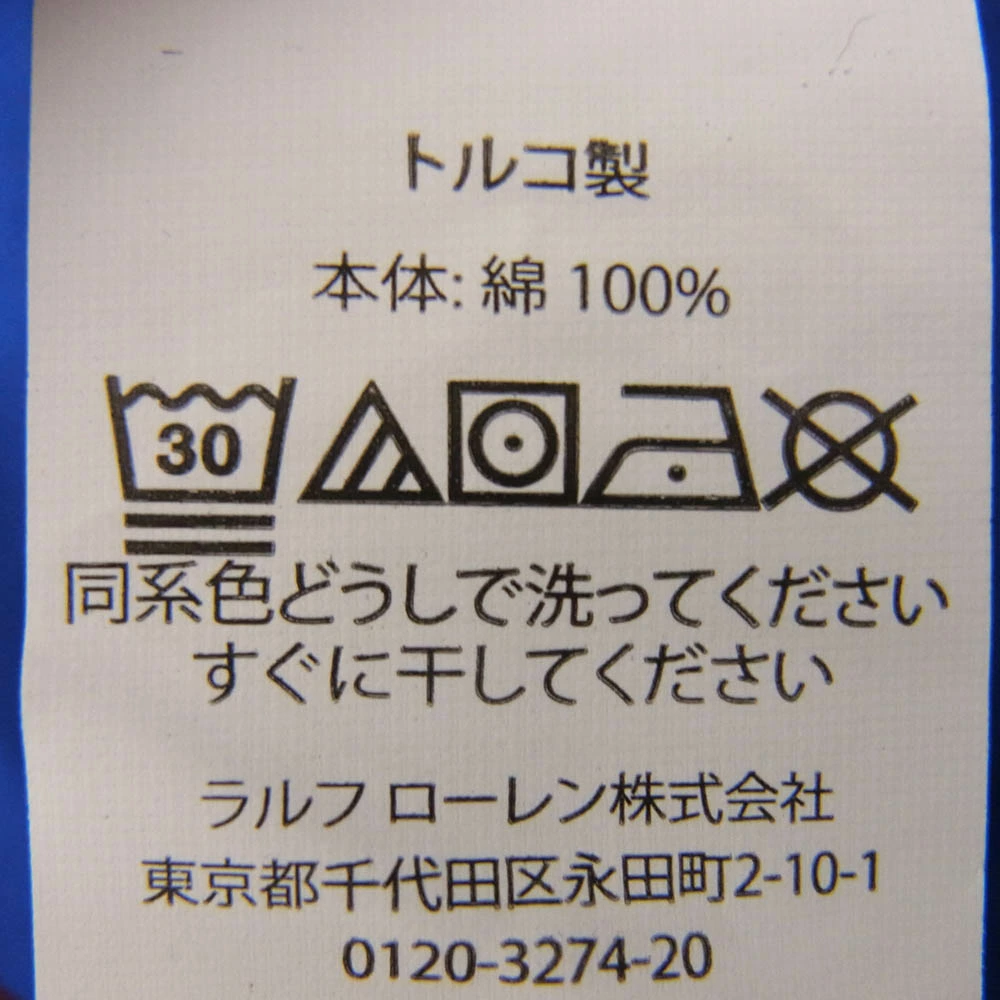 トルコ製
本体: 綿 100%
30
同系色どうしで洗ってください
すぐに干してください
ラルフ ローレン株式会社
東京都千代田区永田町2-10-1
0120-3274-20